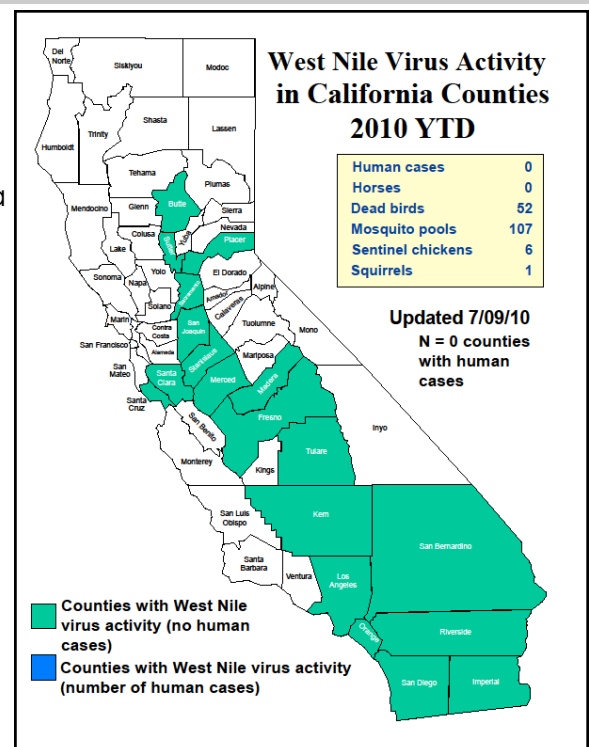 West Nile Virus Activity
in California Counties
2010 YTD
Human cases 0
Horses 0
Dead birds 52
Mosquito pools 107
Sentinel chickens 6
Squirrels 1
Updated 7/09/10
N = 0 counties
with human
cases
a
Del
Norte
Siskiyou
Modoc
Humboldt
Trinity
Shasta
Lassen
Tehama
Plumas
Mendocino
Glenn
Butte
Sierra
Colusa
Sutter
Yuba
Nevada
Placer
Lake
Sonoma
Napa
Yolo
Sacramento
El Dorado
Alpine
Amador
Calaveras
Solano
Marin
Contra
Costa
San
Joaquin
Tuolumne
Mono
San Francisco
Alameda
Stanislaus
Mariposa
San
Mateo
Santa
Clara
Merced
Madera
Santa
Cruz
San Benito
Fresno
Inyo
Monterey
Kings
Tulare
San Luis
Obispo
Kern
San Bernardino
Santa
Barbara
Ventura
Los
Angeles
Orange
Riverside
San Diego
Imperial
Counties with West Nile
virus activity (no human
cases)
Counties with West Nile virus activity
(number of human cases)